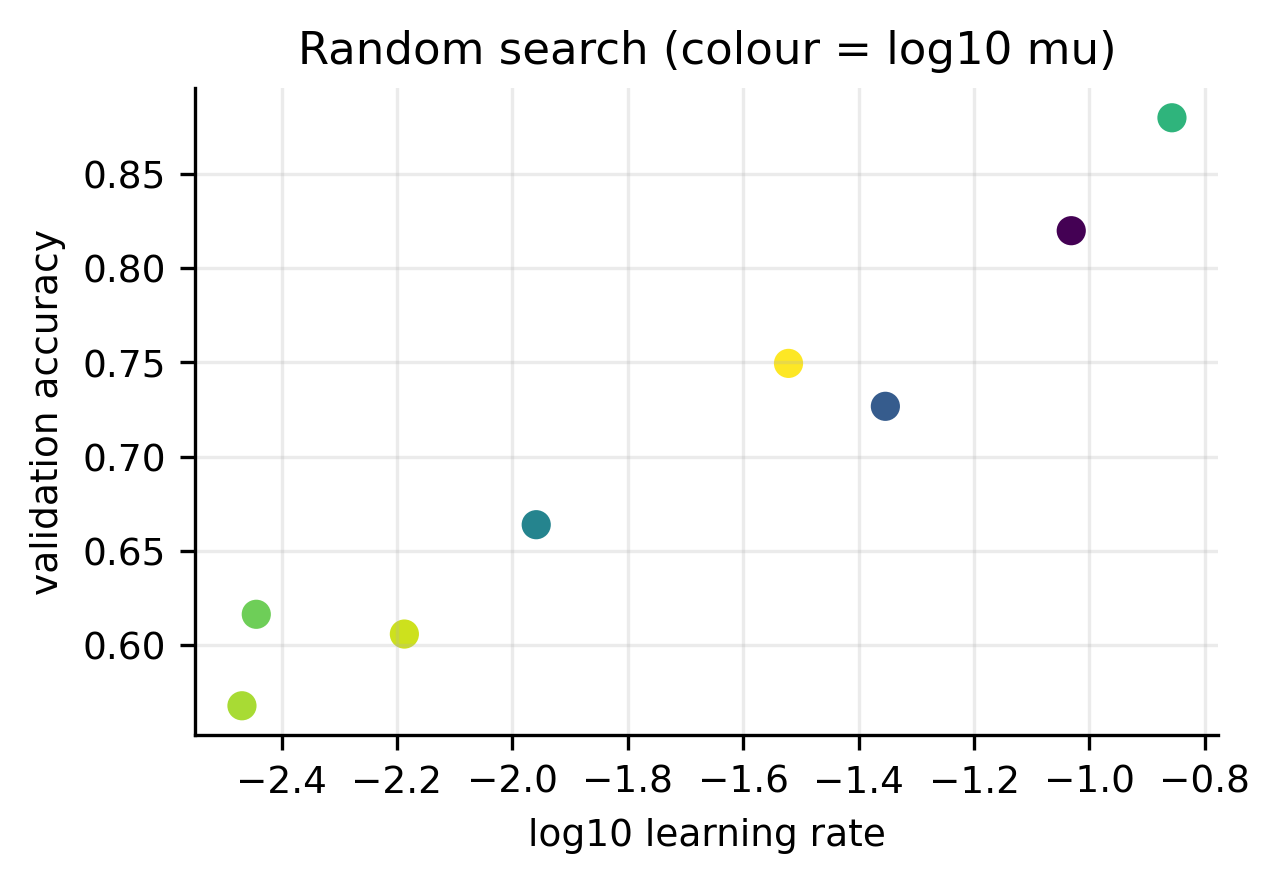 Random search (colour = log10 mu)
validation accuracy
0.85
0.80
0.75
0.70
0.65
0.60
−2.4 −2.2 −2.0 −1.8 −1.6 −1.4 −1.2 −1.0 −0.8
log10 learning rate